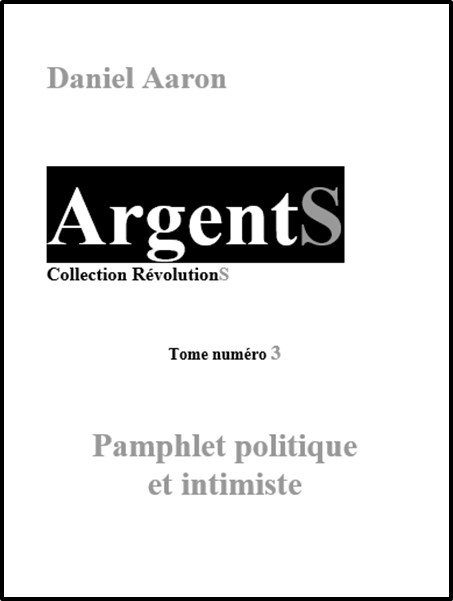 Daniel Aaron
ArgentS
Collection RévolutionS
Tome numéro 3
Pamphlet politique
et intimiste